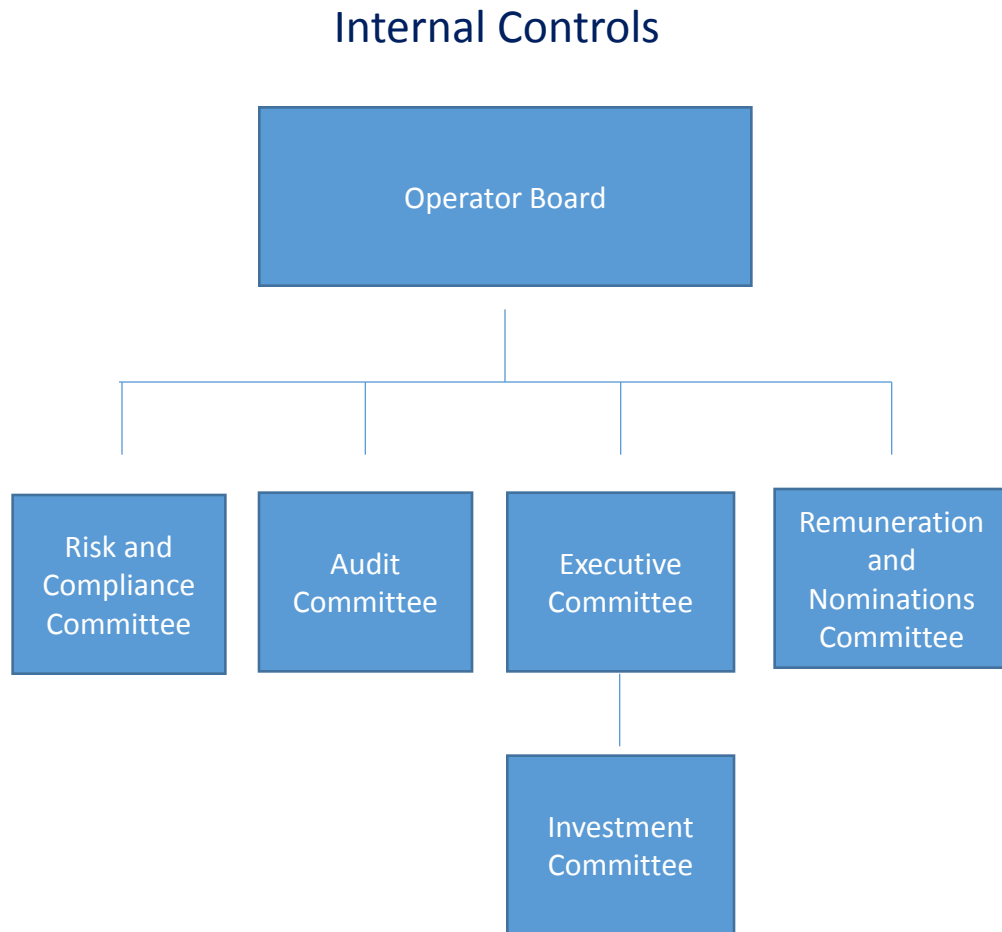 Internal Controls
Operator Board
Risk and
Compliance
Committee
Audit
Committee
Executive
Committee
Remuneration
and
Nominations
Committee
Investment
Committee